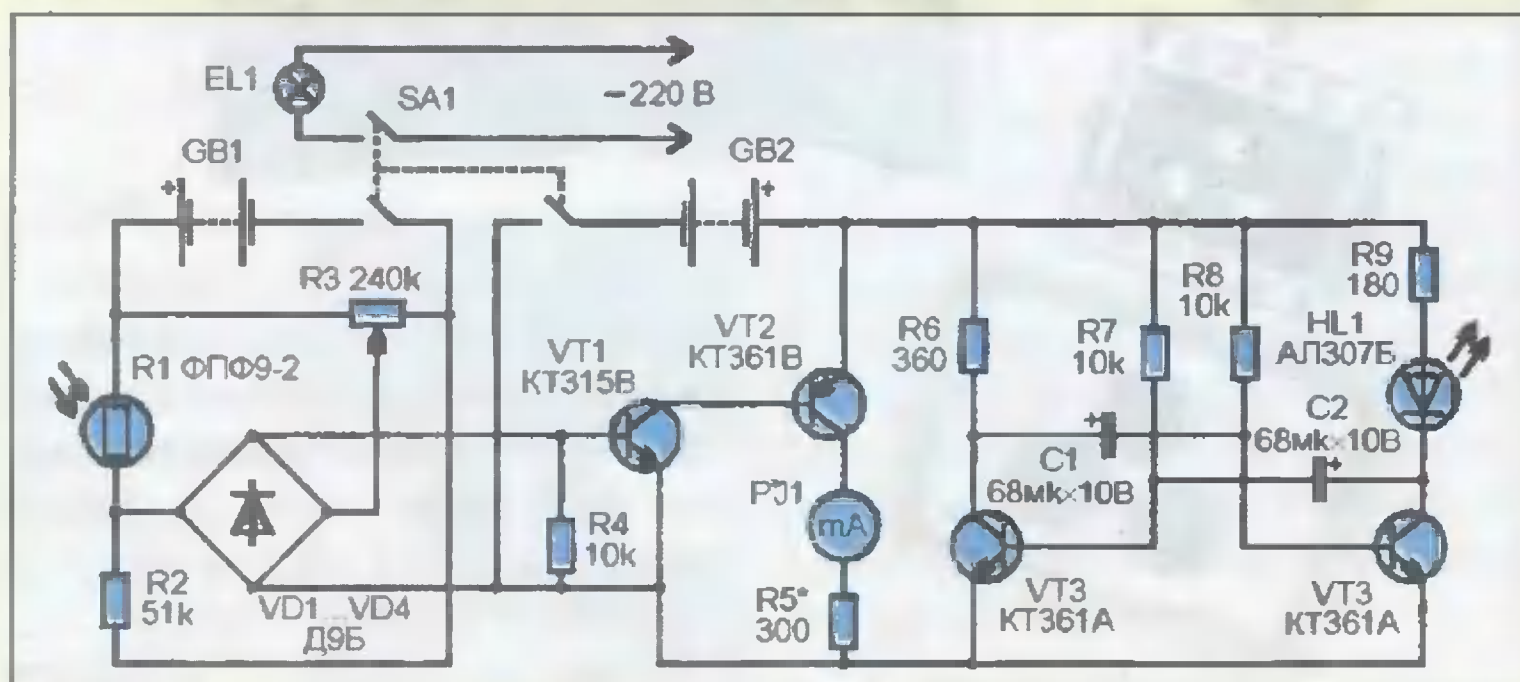 EL1
SA1
~220 В
GB1
+
GB2
+
R3 240k
R1 ФПФ9-2
VT1
КТ315В
VT2
КТ361В
R6
360
R7
10k
R8
10k
R9
180
HL1
АЛ307Б
C1
68мк×10В
+
C2
68мк×10В
+
R2
51k
VD1...VD4
Д9Б
R4
10k
PJ1
mA
R5*
300
VT3
КТ361А
VT3
КТ361А